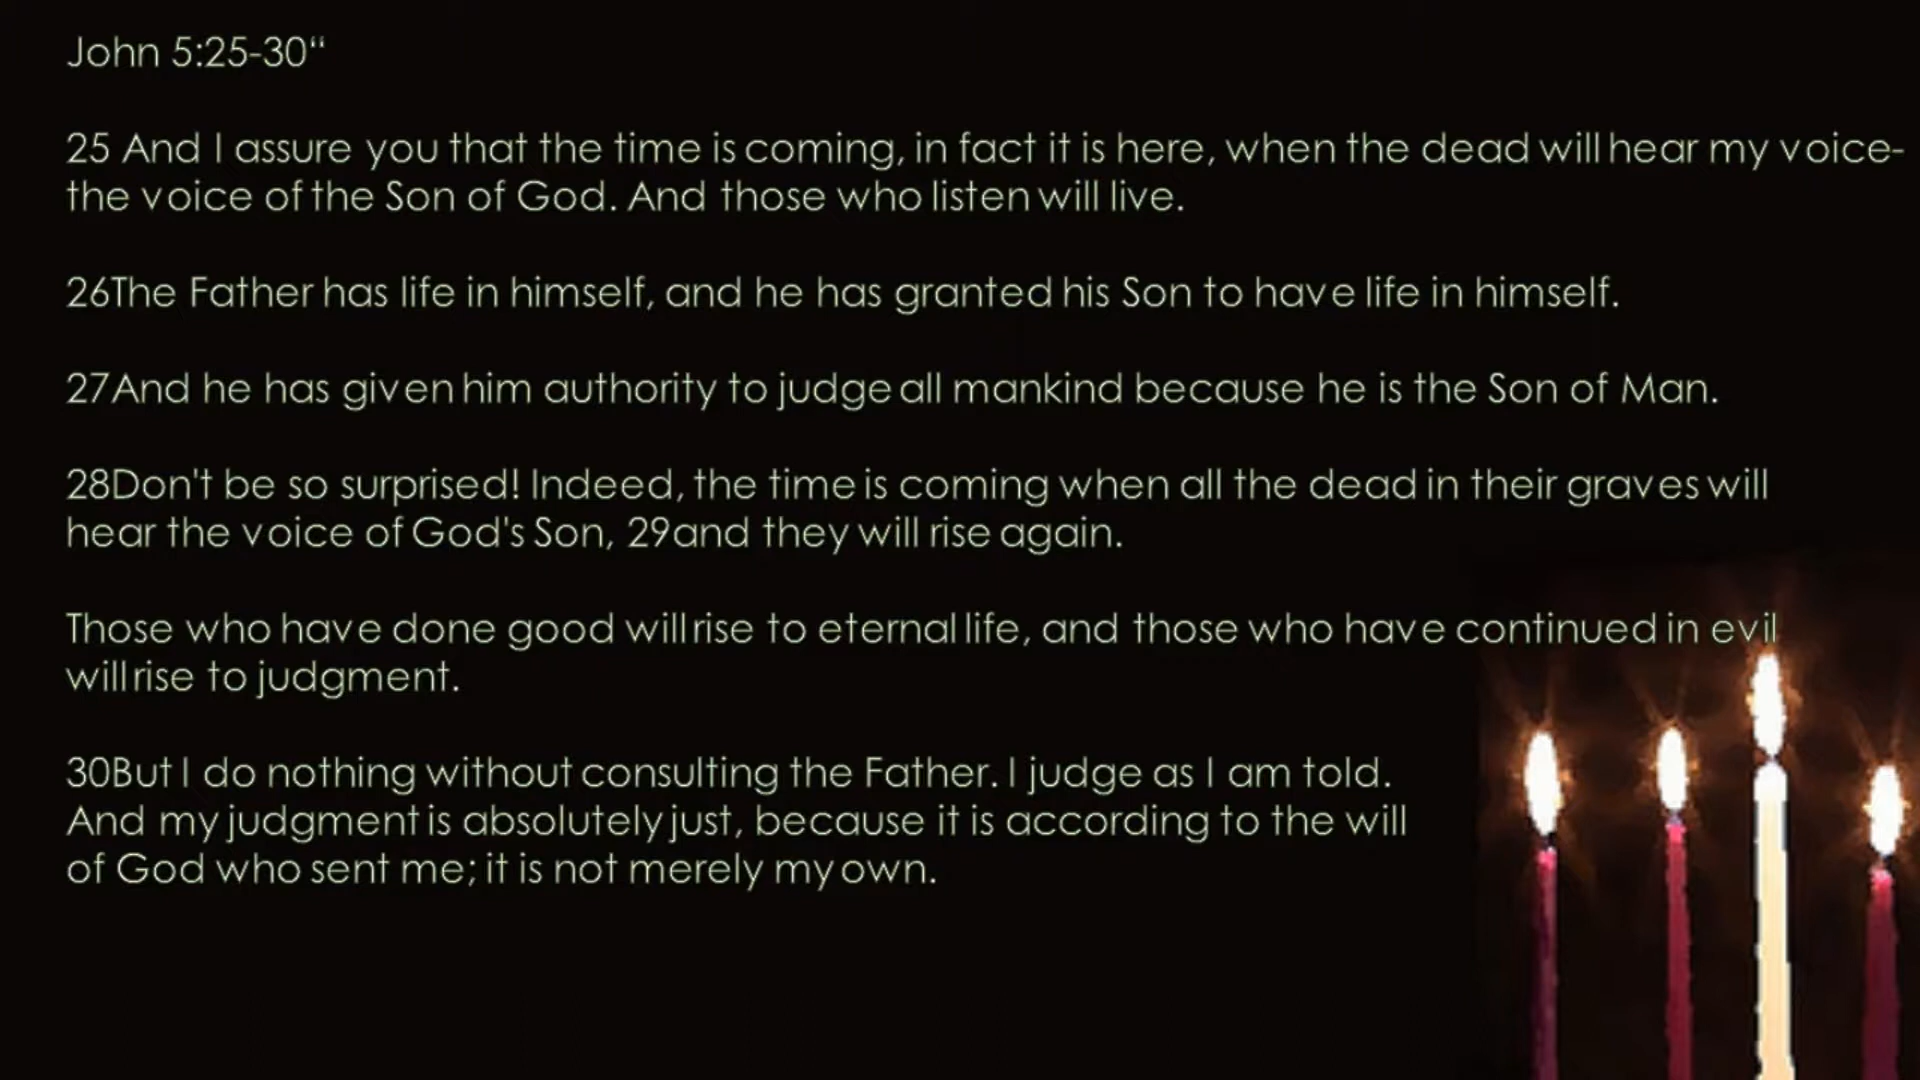 John 5:25-30“
25 And I assure you that the time is coming, in fact it is here, when the dead will hear my voice-
the voice of the Son of God. And those who listen will live.
26The Father has life in himself, and he has granted his Son to have life in himself.
27And he has given him authority to judge all mankind because he is the Son of Man.
28Don't be so surprised! Indeed, the time is coming when all the dead in their graves will
hear the voice of God's Son, 29and they will rise again.
Those who have done good will rise to eternal life, and those who have continued in evil
will rise to judgment.
30But I do nothing without consulting the Father. I judge as I am told.
And my judgment is absolutely just, because it is according to the will
of God who sent me; it is not merely my own.